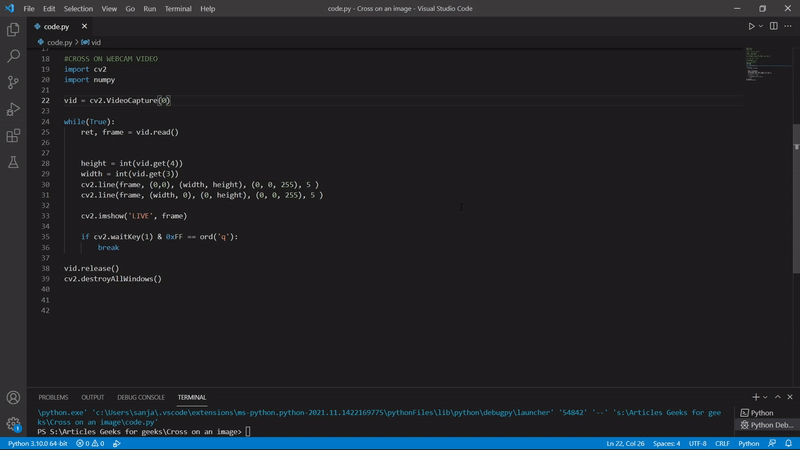 File Edit Selection View Go Run Terminal Help code.py - Cross on an image - Visual Studio Code
code.py
code.py > vid
17
18 #CROSS ON WEBCAM VIDEO
19 import cv2
20 import numpy
21
22 vid = cv2.VideoCapture(0)
23
24 while(True):
25 ret, frame = vid.read()
26
27
28 height = int(vid.get(4))
29 width = int(vid.get(3))
30 cv2.line(frame, (0,0), (width, height), (0, 0, 255), 5 )
31 cv2.line(frame, (width, 0), (0, height), (0, 0, 255), 5 )
32
33 cv2.imshow('LIVE', frame)
34
35 if cv2.waitKey(1) & 0xFF == ord('q'):
36 break
37
38 vid.release()
39 cv2.destroyAllWindows()
40
41
42
PROBLEMS OUTPUT DEBUG CONSOLE TERMINAL
\python.exe' 'c:\Users\sanja\.vscode\extensions\ms-python.python-2021.11.1422169775\pythonFiles\lib\python\debugpy\launcher' '54842' '--' 's:\Articles Geeks for gee
ks\Cross on an image\code.py'
PS S:\Articles Geeks for geeks\Cross on an image>
Python
Python Deb...
Python 3.10.0 64-bit 0 0 Ln 22, Col 26 Spaces: 4 UTF-8 CRLF Python